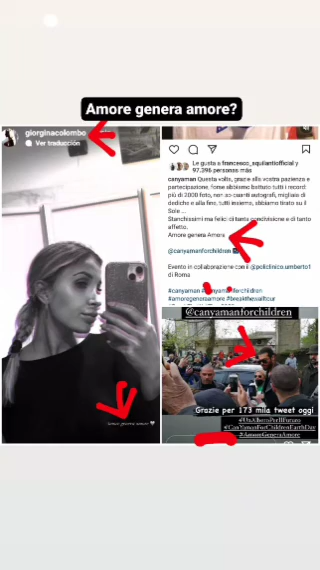 Amore genera amore?
giorginacolombo
Ver traducción
Amore genera amore
Le gusta a francesco_squilantiofficial y
97.396 personas más
canyaman Questa volta, grazie alla vostra pazienza e
partecipazione, forse abbiamo battuto tutti i record
più di 3000 foto, non so quanti autografi, migliaia di
dediche e alla fine, tutti insieme, abbiamo tirato su il
Sole ...
Stanchissimi ma felici di tanta condivisione e di tanto
affetto.
Amore genera Amore
@canyamanforchildren
Evento in collaborazione con il @policlinico.umberto1
di Roma
#canyaman #canyamanforchildren
#amoregeneraamore #breakthewalltour
@canyamanforchildren
Grazie per 173 mila tweet oggi
#UnAlberoPerIlFuturo
#CanYamanForChildrenEarthDay
#AmoreGeneraAmore